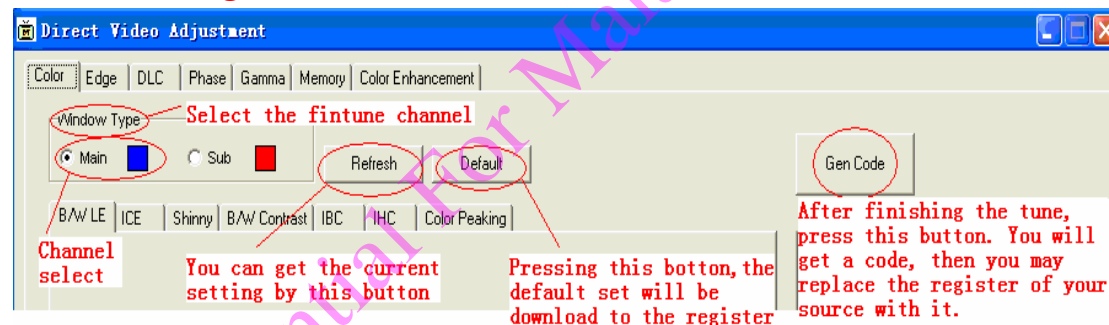 Direct Video Adjustment
Color Edge DLC Phase Gamma Memory Color Enhancement
Window Type
Select the fintune channel
Main Sub
Refresh Default
Gen Code
B/W LE ICE Shinny B/W Contrast IBC IHC Color Peaking
Channel
select
You can get the current
setting by this button
Pressing this botton, the
default set will be
download to the register
After finishing the tune,
press this button. You will
get a code, then you may
replace the register of your
source with it.
For